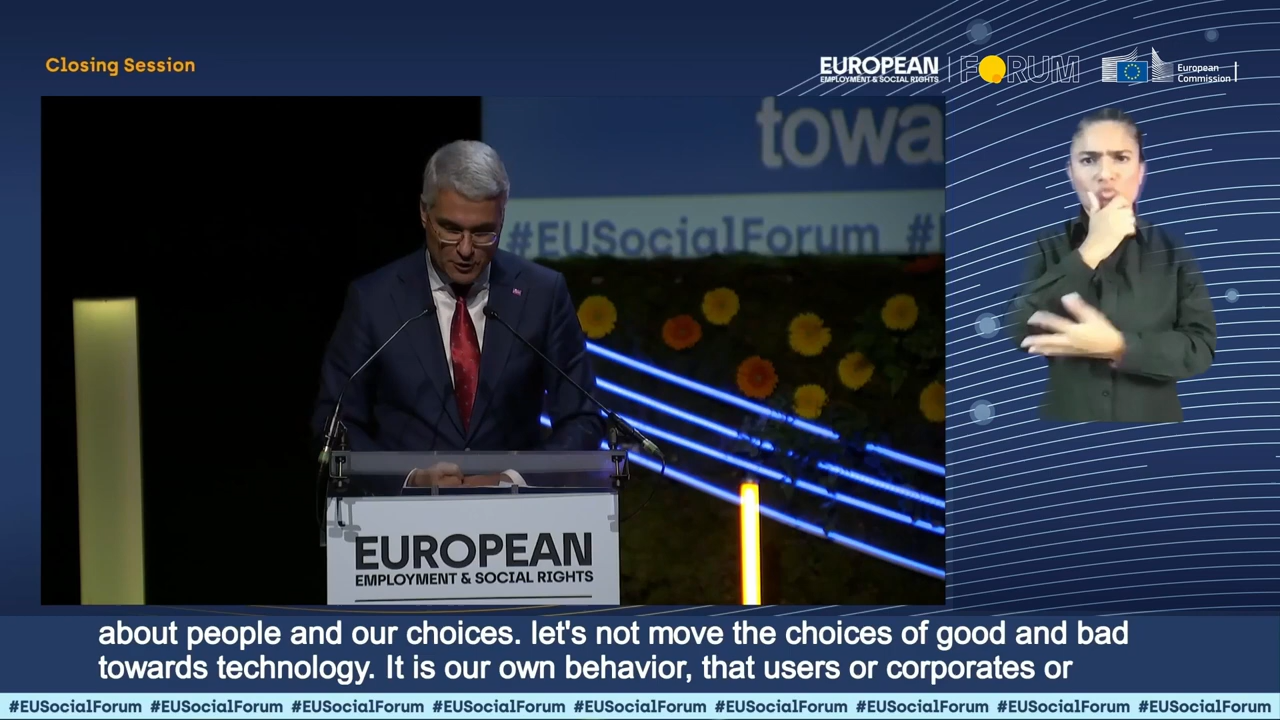 Closing Session
EUROPEAN
EMPLOYMENT & SOCIAL RIGHTS
FORUM
European
Commission
towa
#EUSocialForum #
EUROPEAN
EMPLOYMENT & SOCIAL RIGHTS
about people and our choices. let's not move the choices of good and bad
towards technology. It is our own behavior, that users or corporates or
#EUSocialForum #EUSocialForum #EUSocialForum #EUSocialForum #EUSocialForum #EUSocialForum #EUSocialForum #EUSocialForum #EUSocialForum